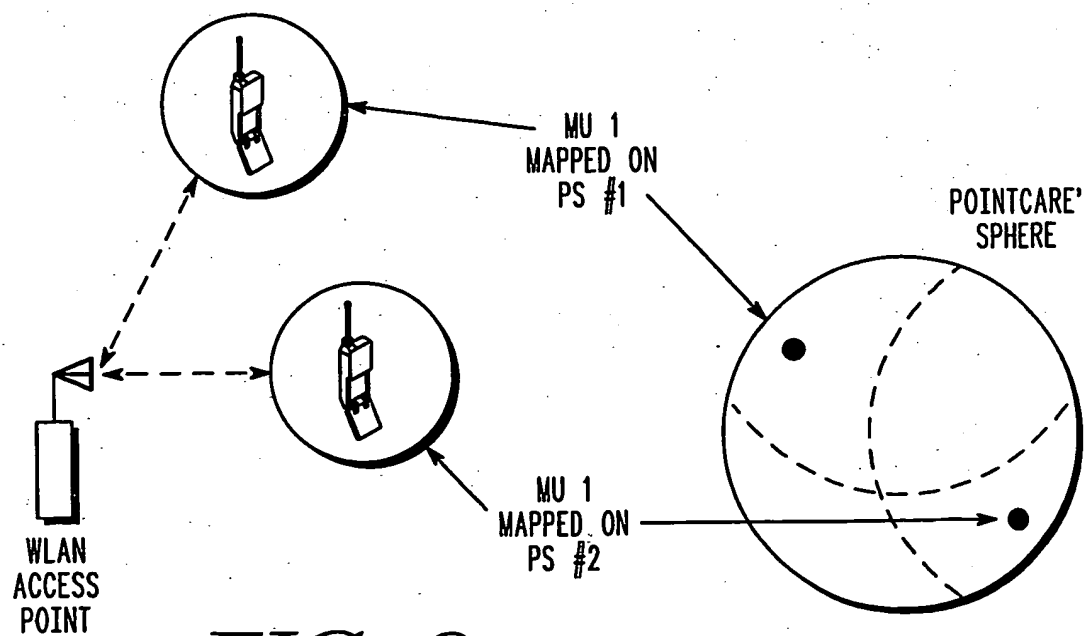 MU 1
MAPPED ON
PS #1
POINTCARE'
SPHERE
MU 1
MAPPED ON
PS #2
WLAN
ACCESS
POINT